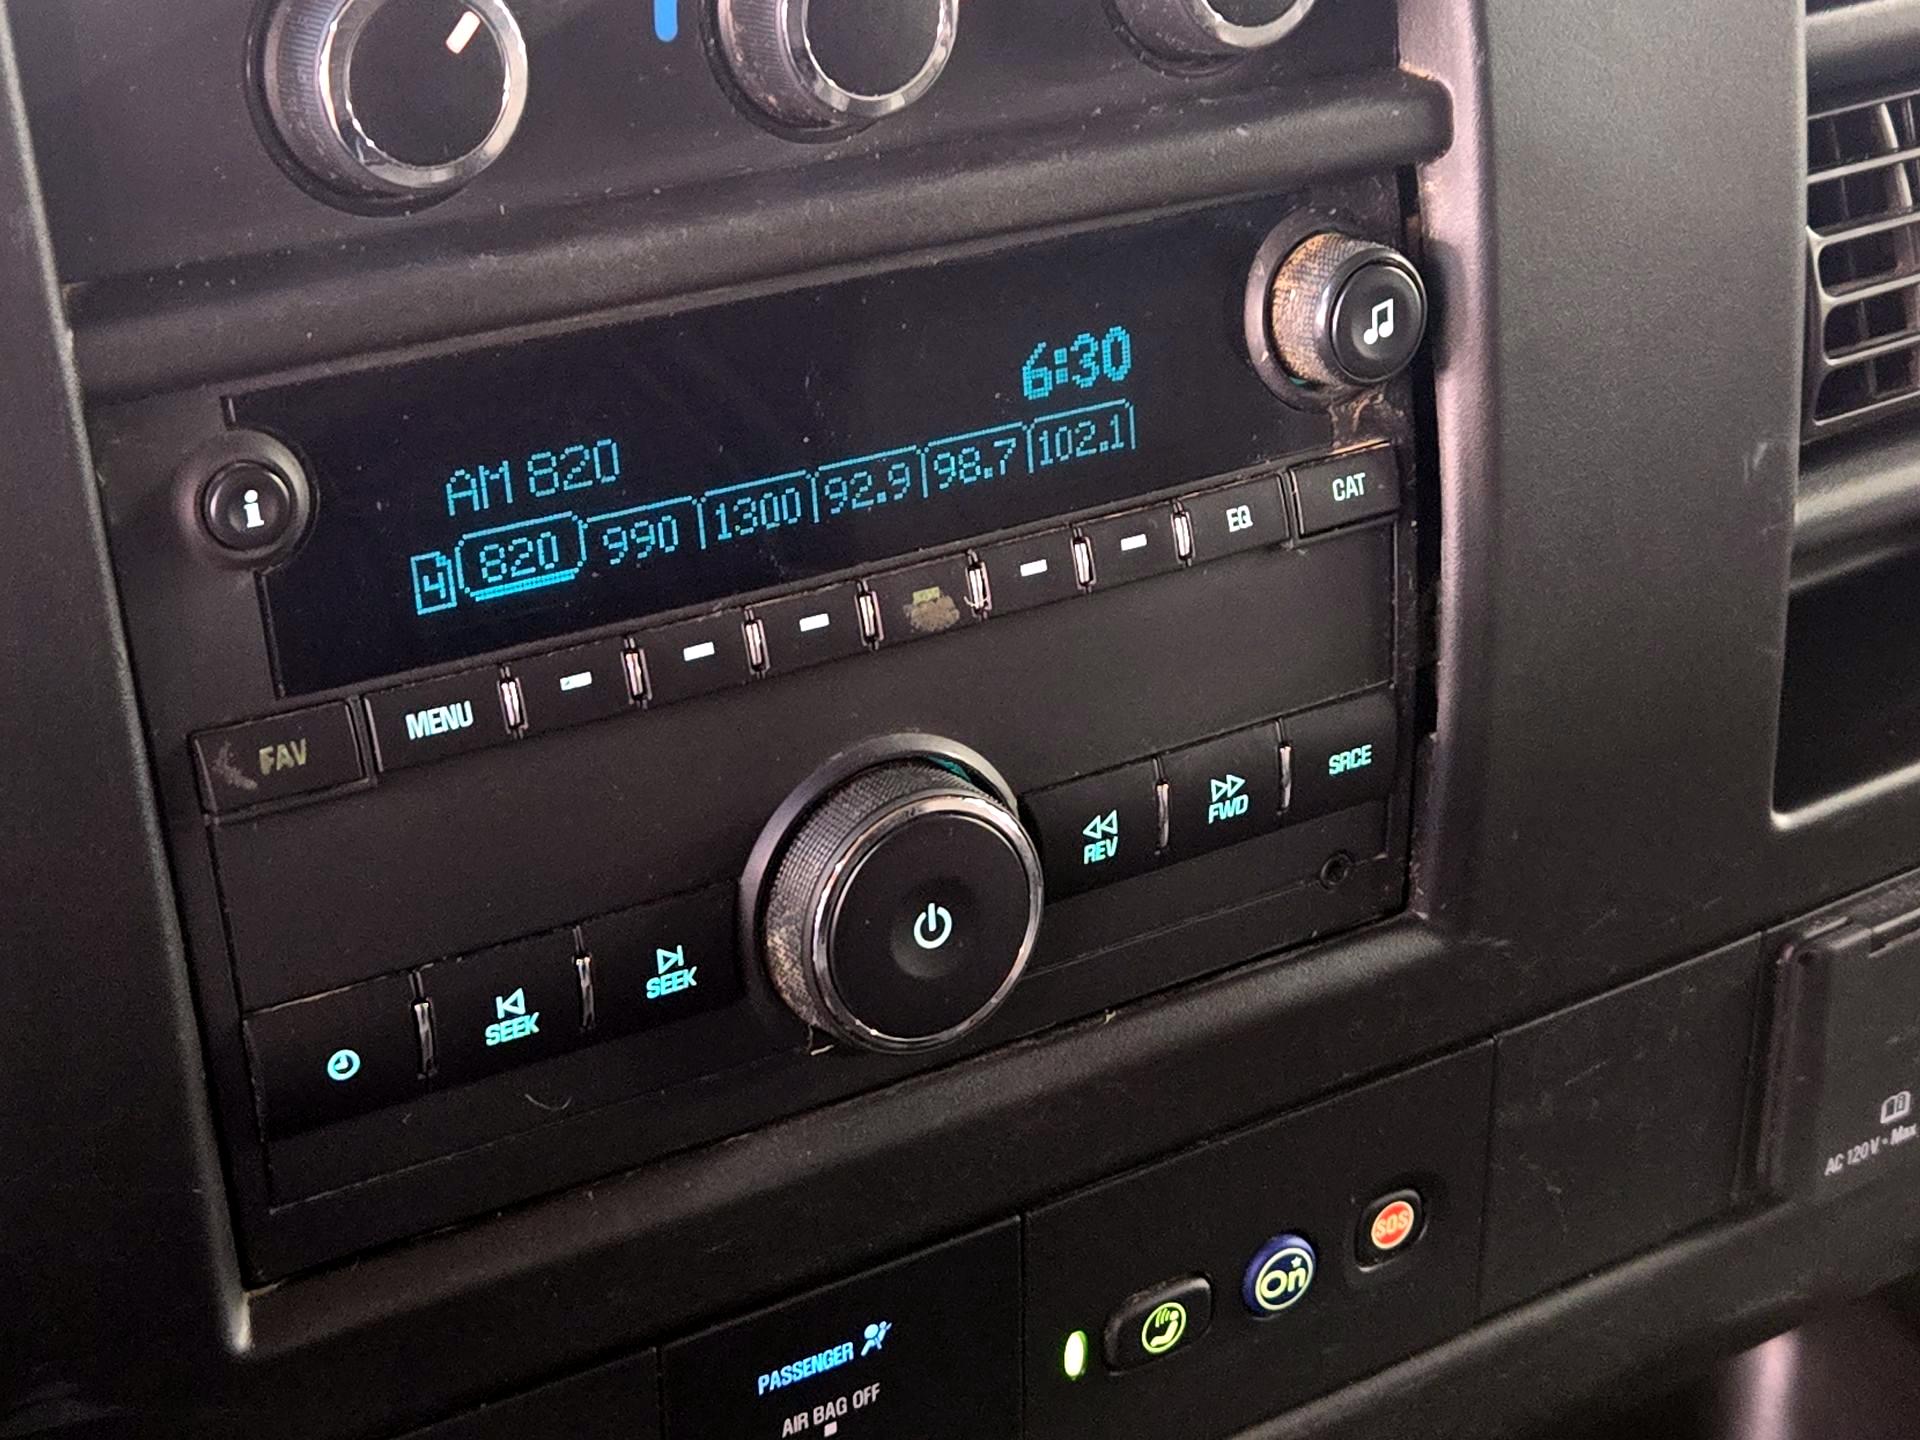 6:30
AM 820
4 820 990 1300 92.9 98.7 102.1
i
FAV MENU EQ CAT
SEEK SEEK REV FWD SRCE
PASSENGER
AIR BAG OFF
On
SOS
AC 120 V • Max